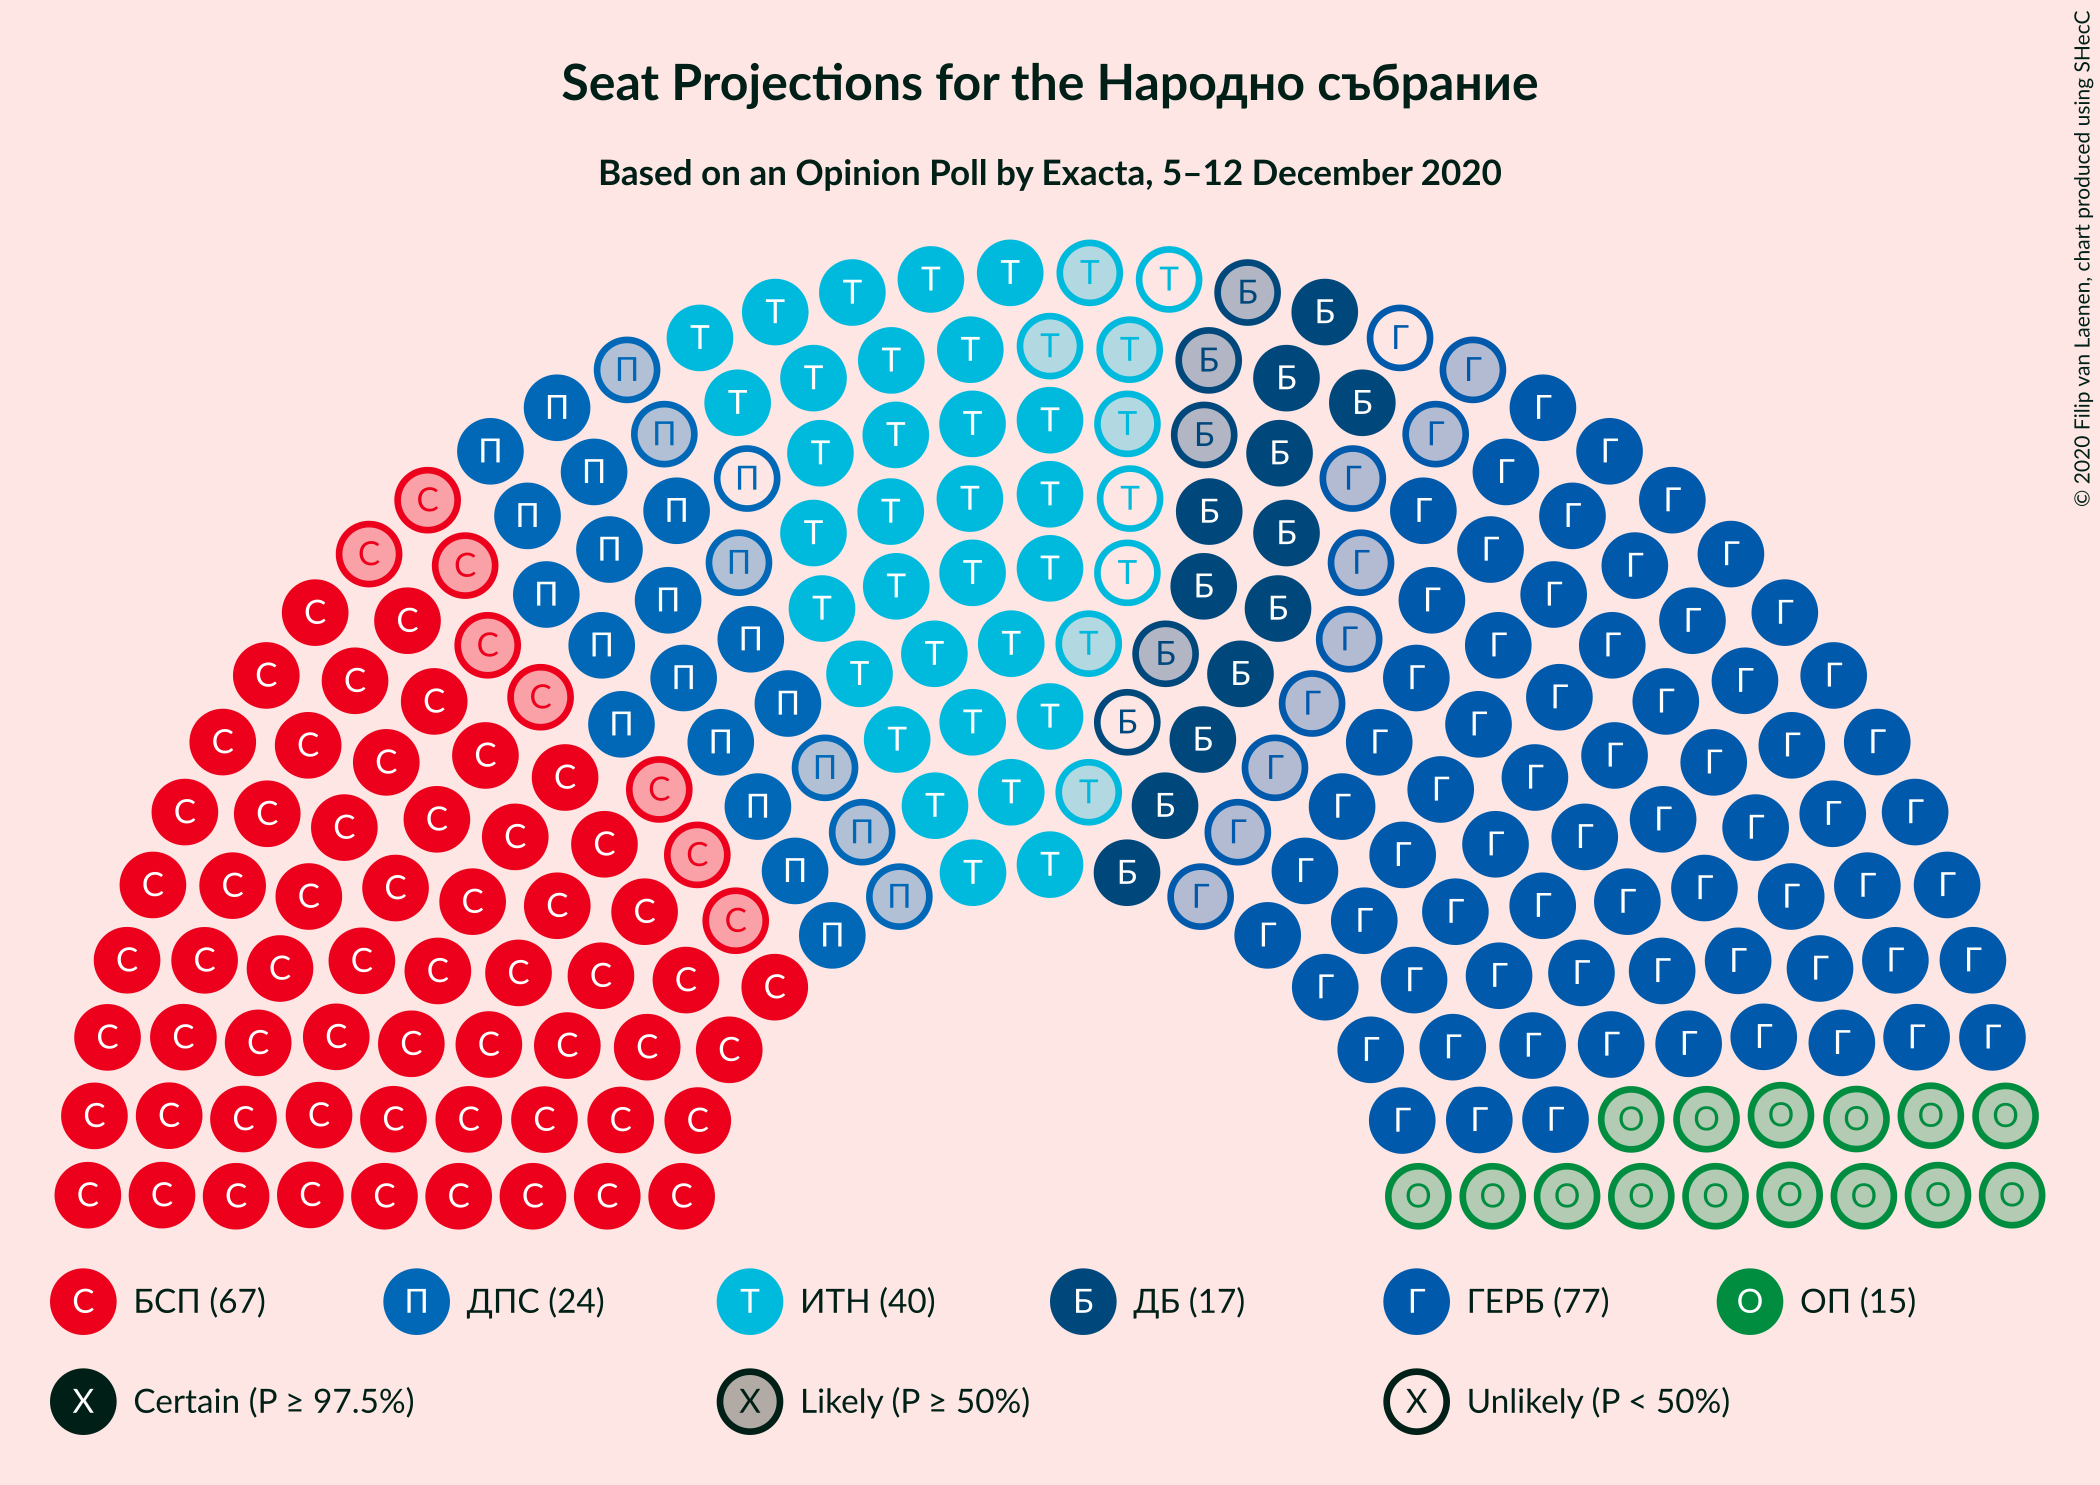 Seat Projections for the Народно събрание
Based on an Opinion Poll by Exacta, 5–12 December 2020
© 2020 Filip van Laenen, chart produced using SHecC
С БСП (67) П ДПС (24) Т ИТН (40) Б ДБ (17) Г ГЕРБ (77) О ОП (15)
X Certain (P ≥ 97.5%) X Likely (P ≥ 50%) X Unlikely (P < 50%)